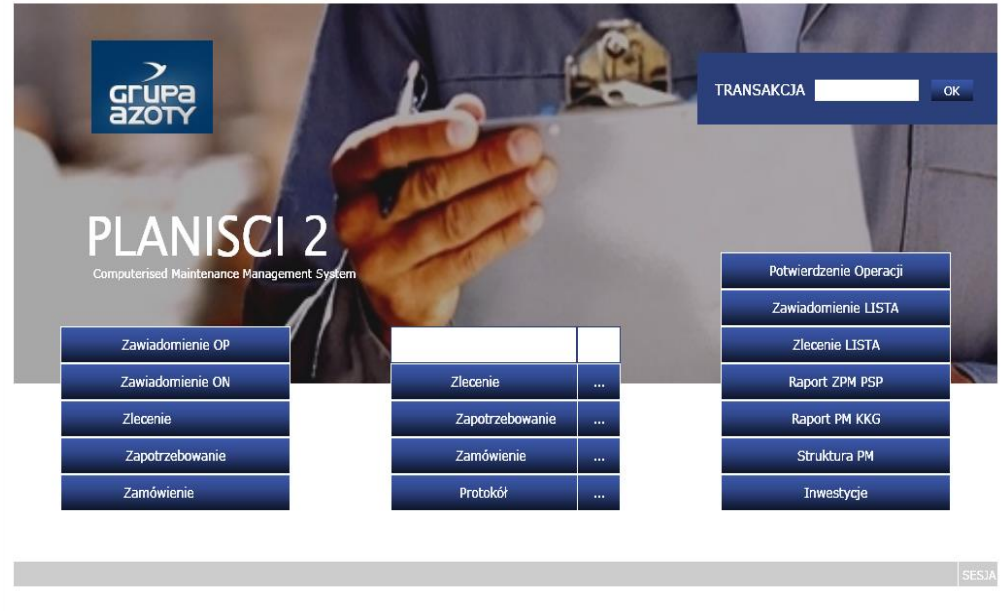 GRUPA
AZOTY
TRANSAKCJA
OK
PLANISCI 2
Computerised Maintenance Management System
Zawiadomienie OP
Zawiadomienie ON
Zlecenie
Zapotrzebowanie
Zamówienie
Zlecenie ...
Zapotrzebowanie ...
Zamówienie ...
Protokół ...
Potwierdzenie Operacji
Zawiadomienie LISTA
Zlecenie LISTA
Raport ZPM PSP
Raport PM KKG
Struktura PM
Inwestycje
SESJA